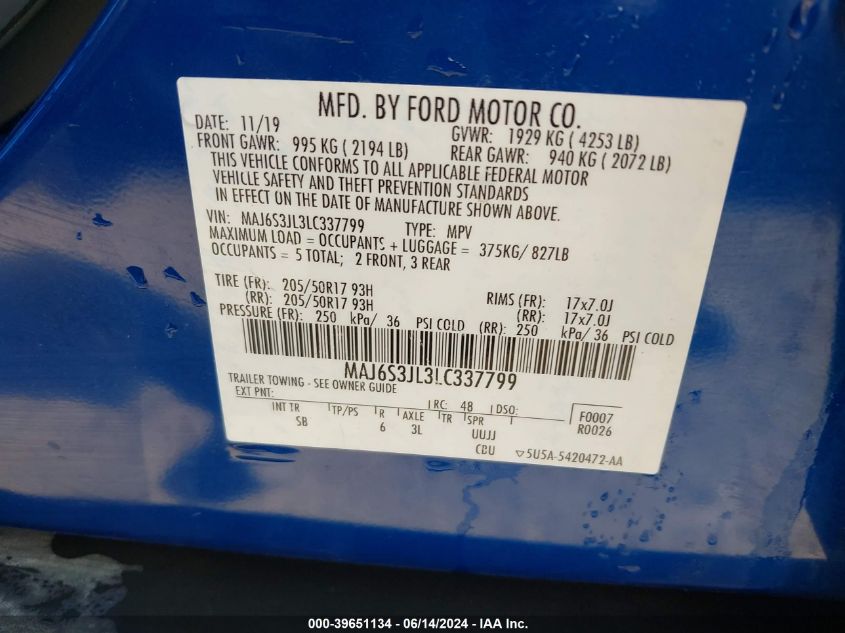 MFD. BY FORD MOTOR CO.
DATE: 11/19 GVWR: 1929 KG ( 4253 LB)
FRONT GAWR: 995 KG ( 2194 LB) REAR GAWR: 940 KG ( 2072 LB)
THIS VEHICLE CONFORMS TO ALL APPLICABLE FEDERAL MOTOR
VEHICLE SAFETY AND THEFT PREVENTION STANDARDS
IN EFFECT ON THE DATE OF MANUFACTURE SHOWN ABOVE.
VIN: MAJ6S3JL3LC337799 TYPE: MPV
MAXIMUM LOAD = OCCUPANTS + LUGGAGE = 375KG/ 827LB
OCCUPANTS = 5 TOTAL; 2 FRONT, 3 REAR
TIRE (FR): 205/50R17 93H RIMS (FR): 17x7.0J
(RR): 205/50R17 93H (RR): 17x7.0J
PRESSURE (FR): 250 kPa/ 36 PSI COLD (RR): 250 kPa/ 36 PSI COLD
MAJ6S3JL3LC337799
TRAILER TOWING - SEE OWNER GUIDE
EXT PNT: RC: 48 DSO: F0007
INT TR TP/PS R AXLE TR SPR R0026
SB 6 3L UUJJ
CBU 5U5A-5420472-AA
000-39651134 - 06/14/2024 - IAA Inc.